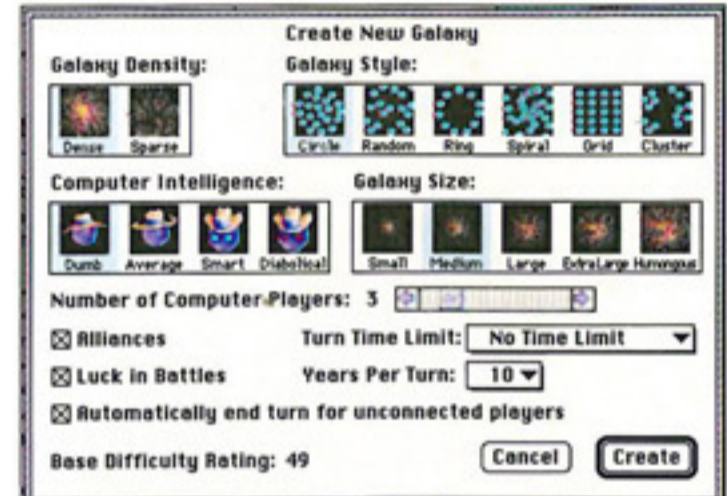 Create New Galaxy
Galaxy Density: Galaxy Style:
Dense Sparse Circle Random Ring Spiral Grid Cluster
Computer Intelligence: Galaxy Size:
Dumb Average Smart Diabolical Small Medium Large ExtraLarge Humongous
Number of Computer Players: 3
Alliances Turn Time Limit: No Time Limit
Luck in Battles Years Per Turn: 10
Automatically end turn for unconnected players
Base Difficulty Rating: 49 Cancel Create